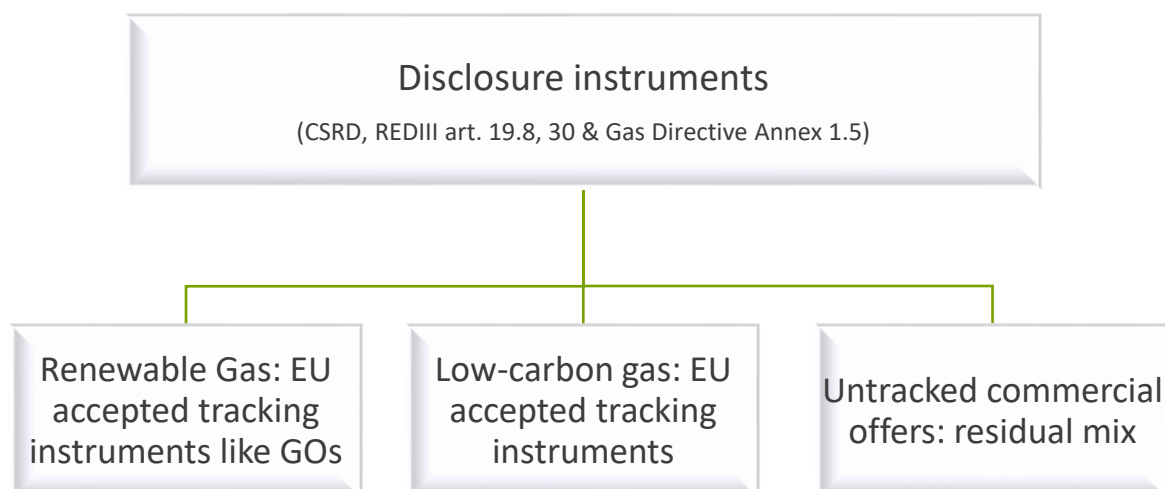 Disclosure instruments
(CSRD, REDIII art. 19.8, 30 & Gas Directive Annex 1.5)
Renewable Gas: EU
accepted tracking
instruments like GOs
Low-carbon gas: EU
accepted tracking
instruments
Untracked commercial
offers: residual mix